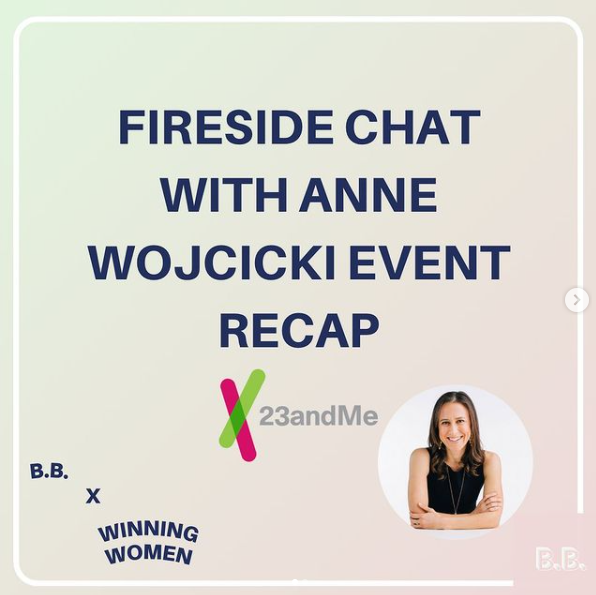 FIRESIDE CHAT
WITH ANNE
WOJCICKI EVENT
RECAP
23andMe
B.B.
X
WINNING
WOMEN
B.B.